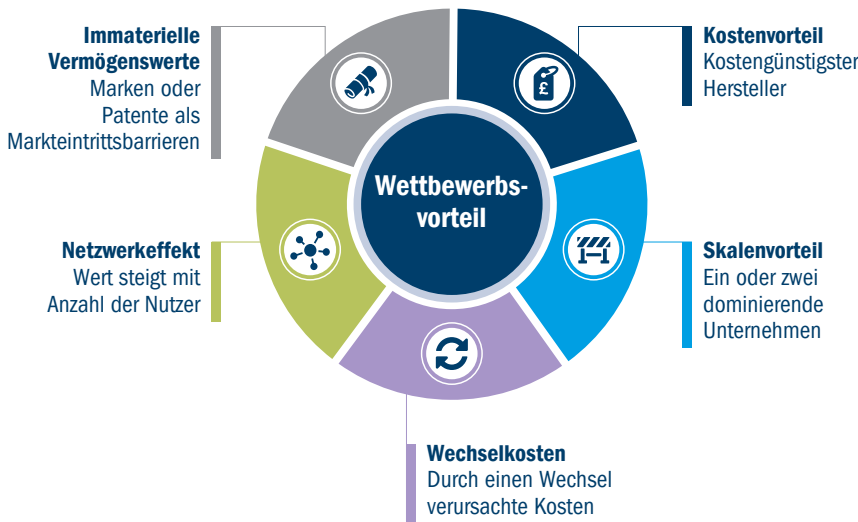 Immaterielle
Vermögenswerte
Marken oder
Patente als
Markteintrittsbarrieren
Kostenvorteil
Kostengünstigster
Hersteller
£
Wettbewerbs-
vorteil
Netzwerkeffekt
Wert steigt mit
Anzahl der Nutzer
Skalenvorteil
Ein oder zwei
dominierende
Unternehmen
Wechselkosten
Durch einen Wechsel
verursachte Kosten